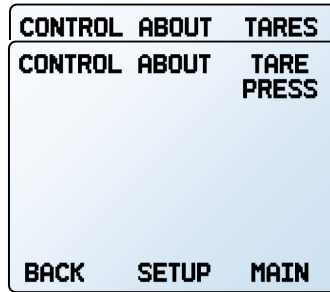 CONTROL ABOUT TARES
CONTROL ABOUT TARE
PRESS
BACK SETUP MAIN